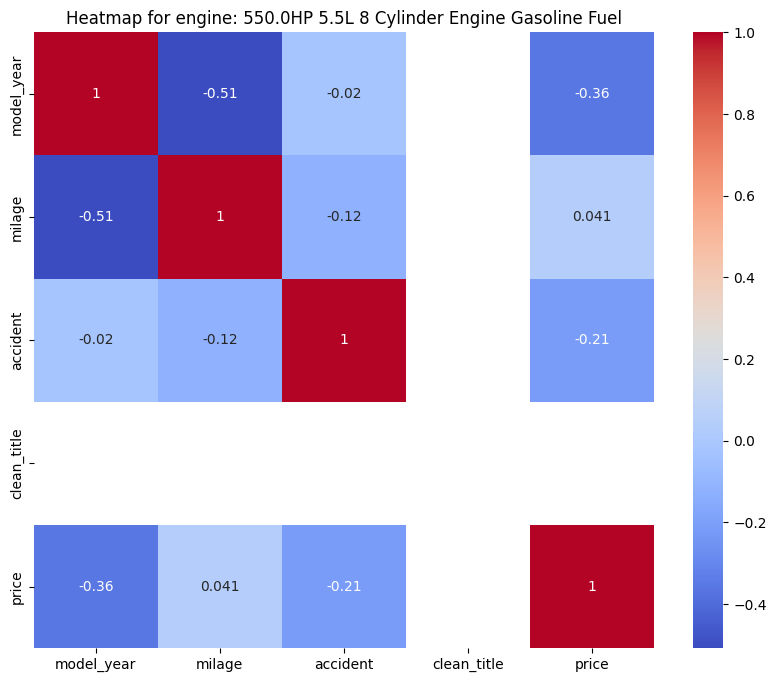 Heatmap for engine: 550.0HP 5.5L 8 Cylinder Engine Gasoline Fuel
model_year
1
-0.51
-0.02
-0.36
milage
-0.51
1
-0.12
0.041
accident
-0.02
-0.12
1
-0.21
clean_title
price
-0.36
0.041
-0.21
1
model_year
milage
accident
clean_title
price
1.0
0.8
0.6
0.4
0.2
0.0
−0.2
−0.4